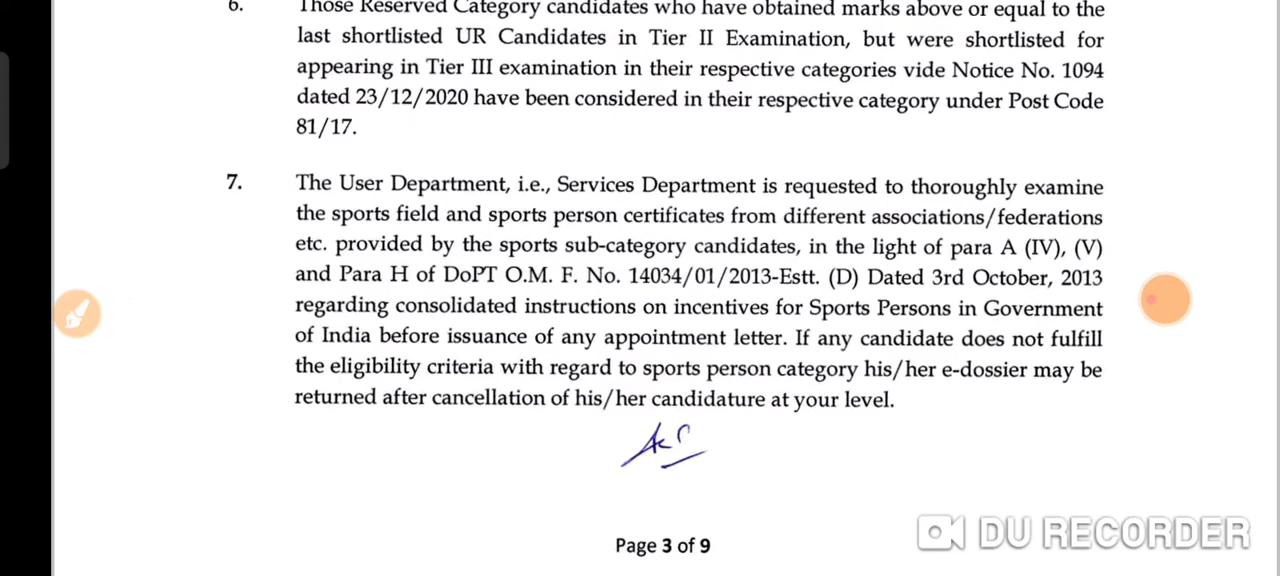 6. Those Reserved Category candidates who have obtained marks above or equal to the
last shortlisted UR Candidates in Tier II Examination, but were shortlisted for
appearing in Tier III examination in their respective categories vide Notice No. 1094
dated 23/12/2020 have been considered in their respective category under Post Code
81/17.
7. The User Department, i.e., Services Department is requested to thoroughly examine
the sports field and sports person certificates from different associations/federations
etc. provided by the sports sub-category candidates, in the light of para A (IV), (V)
and Para H of DoPT O.M. F. No. 14034/01/2013-Estt. (D) Dated 3rd October, 2013
regarding consolidated instructions on incentives for Sports Persons in Government
of India before issuance of any appointment letter. If any candidate does not fulfill
the eligibility criteria with regard to sports person category his/her e-dossier may be
returned after cancellation of his/her candidature at your level.
Page 3 of 9
DU RECORDER